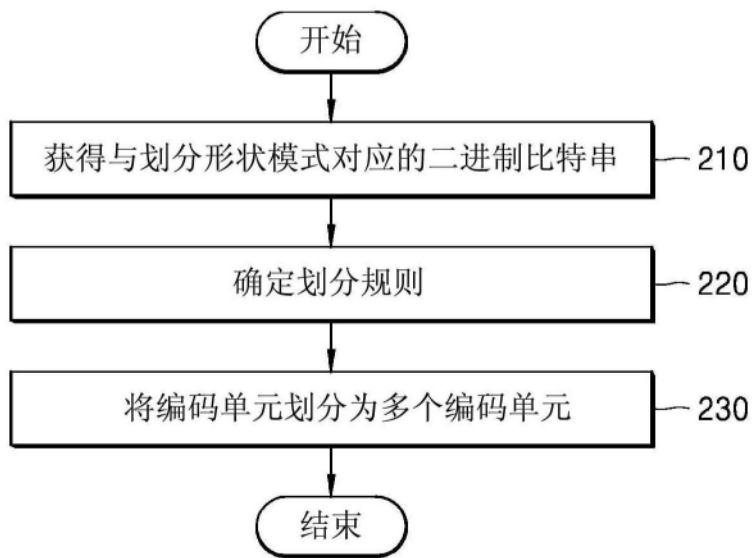 开始
获得与划分形状模式对应的二进制比特串 210
确定划分规则 220
将编码单元划分为多个编码单元 230
结束